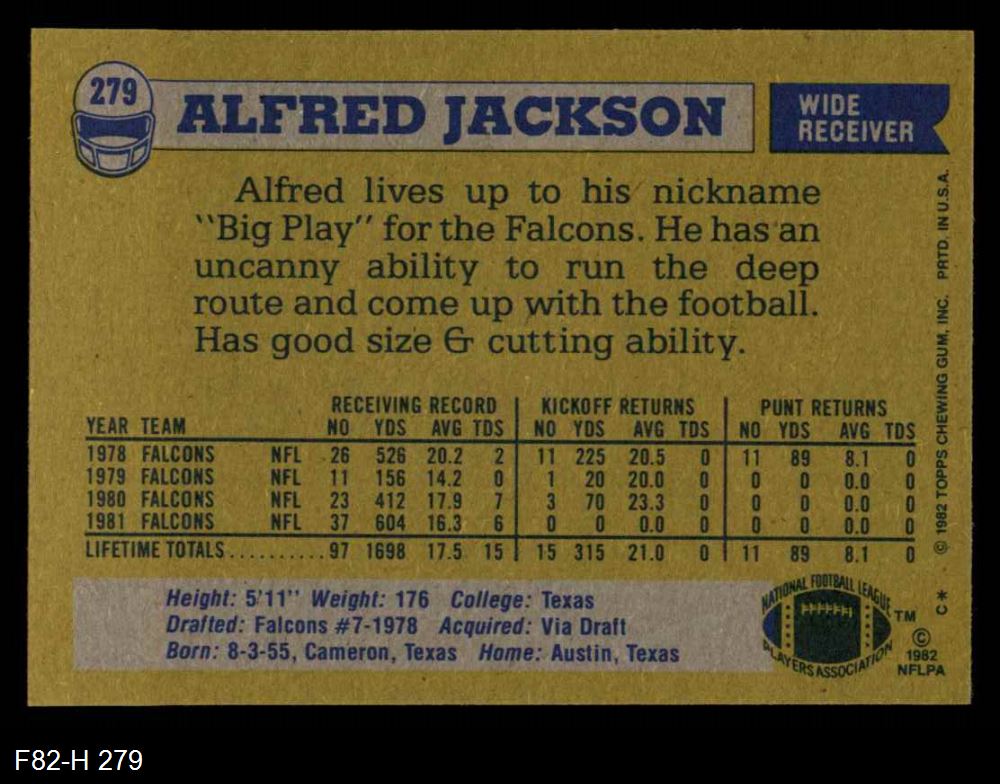 279
ALFRED JACKSON
WIDE
RECEIVER
Alfred lives up to his nickname
"Big Play" for the Falcons. He has an
uncanny ability to run the deep
route and come up with the football.
Has good size & cutting ability.
RECEIVING RECORD KICKOFF RETURNS PUNT RETURNS
YEAR TEAM NO YDS AVG TDS NO YDS AVG TDS NO YDS AVG TDS
1978 FALCONS NFL 26 526 20.2 2 11 225 20.5 0 11 89 8.1 0
1979 FALCONS NFL 11 156 14.2 0 1 20 20.0 0 0 0 0.0 0
1980 FALCONS NFL 23 412 17.9 7 3 70 23.3 0 0 0 0.0 0
1981 FALCONS NFL 37 604 16.3 6 0 0 0.0 0 0 0 0.0 0
LIFETIME TOTALS.......... 97 1698 17.5 15 15 315 21.0 0 11 89 8.1 0
Height: 5'11" Weight: 176 College: Texas
Drafted: Falcons #7-1978 Acquired: Via Draft
Born: 8-3-55, Cameron, Texas Home: Austin, Texas
NATIONAL FOOTBALL LEAGUE
PLAYERS ASSOCIATION
TM
©
1982
NFLPA
© 1982 TOPPS CHEWING GUM, INC. PRTD. IN U.S.A.
C*
F82-H 279